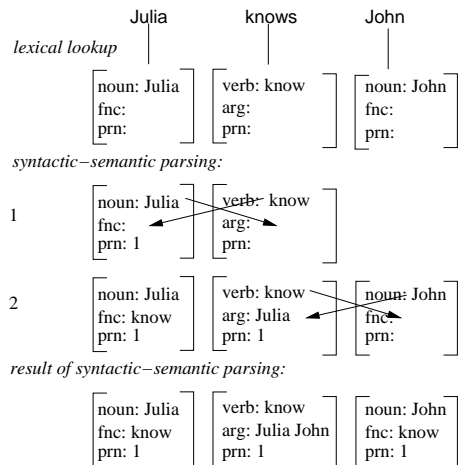 Julia knows John
lexical lookup
noun: Julia verb: know noun: John
fnc: arg: fnc:
prn: prn: prn:
syntactic−semantic parsing:
1
noun: Julia verb: know
fnc: arg:
prn: 1 prn:
2
noun: Julia verb: know noun: John
fnc: know arg: Julia fnc:
prn: 1 prn: 1 prn:
result of syntactic−semantic parsing:
noun: Julia verb: know noun: John
fnc: know arg: Julia John fnc: know
prn: 1 prn: 1 prn: 1